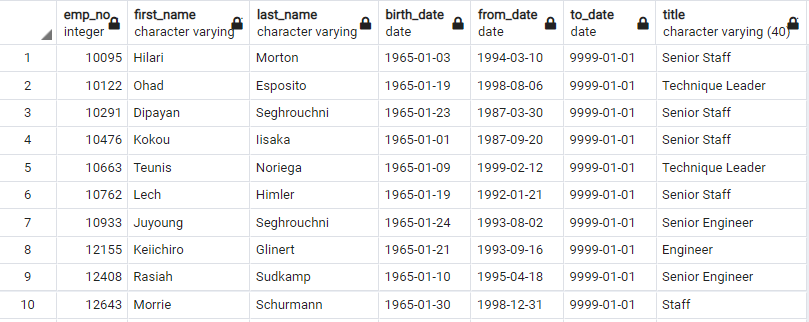 emp_no first_name last_name birth_date from_date to_date title
integer character varying character varying date date date character varying (40)
1 10095 Hilari Morton 1965-01-03 1994-03-10 9999-01-01 Senior Staff
2 10122 Ohad Esposito 1965-01-19 1998-08-06 9999-01-01 Technique Leader
3 10291 Dipayan Seghrouchni 1965-01-23 1987-03-30 9999-01-01 Senior Staff
4 10476 Kokou Iisaka 1965-01-01 1987-09-20 9999-01-01 Senior Staff
5 10663 Teunis Noriega 1965-01-09 1999-02-12 9999-01-01 Technique Leader
6 10762 Lech Himler 1965-01-19 1992-01-21 9999-01-01 Senior Staff
7 10933 Juyoung Seghrouchni 1965-01-24 1993-08-02 9999-01-01 Senior Engineer
8 12155 Keiichiro Glinert 1965-01-21 1993-09-16 9999-01-01 Engineer
9 12408 Rasiah Sudkamp 1965-01-10 1995-04-18 9999-01-01 Senior Engineer
10 12643 Morrie Schurmann 1965-01-30 1998-12-31 9999-01-01 Staff